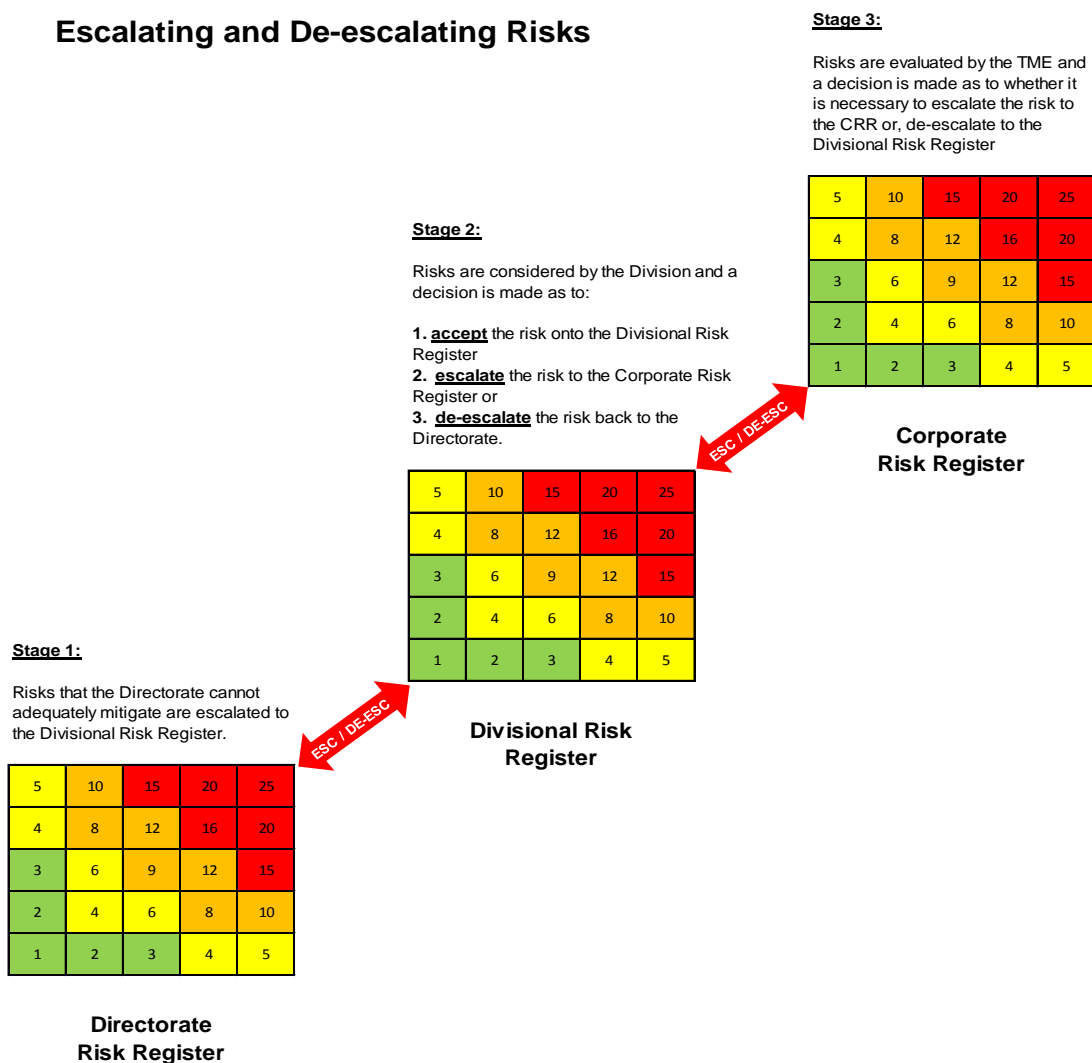 Escalating and De-escalating Risks
Stage 3:
Risks are evaluated by the TME and
a decision is made as to whether it
is necessary to escalate the risk to
the CRR or, de-escalate to the
Divisional Risk Register
5 10 15 20 25
4 8 12 16 20
3 6 9 12 15
2 4 6 8 10
1 2 3 4 5
ESC / DE-ESC
Corporate
Risk Register
Stage 2:
Risks are considered by the Division and a
decision is made as to:
1. accept the risk onto the Divisional Risk
Register
2. escalate the risk to the Corporate Risk
Register or
3. de-escalate the risk back to the
Directorate.
5 10 15 20 25
4 8 12 16 20
3 6 9 12 15
2 4 6 8 10
1 2 3 4 5
ESC / DE-ESC
Divisional Risk
Register
Stage 1:
Risks that the Directorate cannot
adequately mitigate are escalated to
the Divisional Risk Register.
5 10 15 20 25
4 8 12 16 20
3 6 9 12 15
2 4 6 8 10
1 2 3 4 5
Directorate
Risk Register